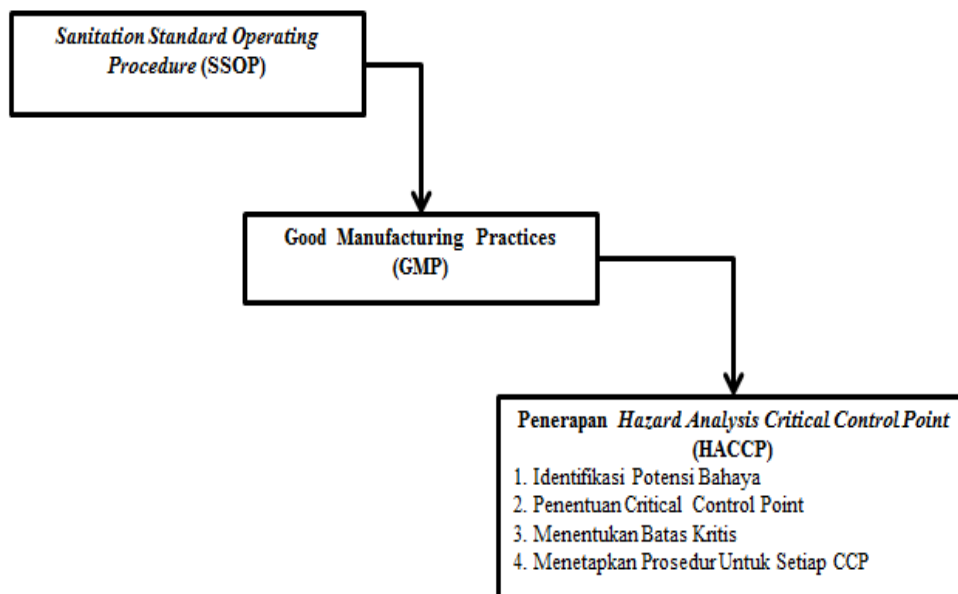 Sanitation Standard Operating
Procedure (SSOP)
Good Manufacturing Practices
(GMP)
Penerapan Hazard Analysis Critical Control Point
(HACCP)
1. Identifikasi Potensi Bahaya
2. Penentuan Critical Control Point
3. Menentukan Batas Kritis
4. Menetapkan Prosedur Untuk Setiap CCP